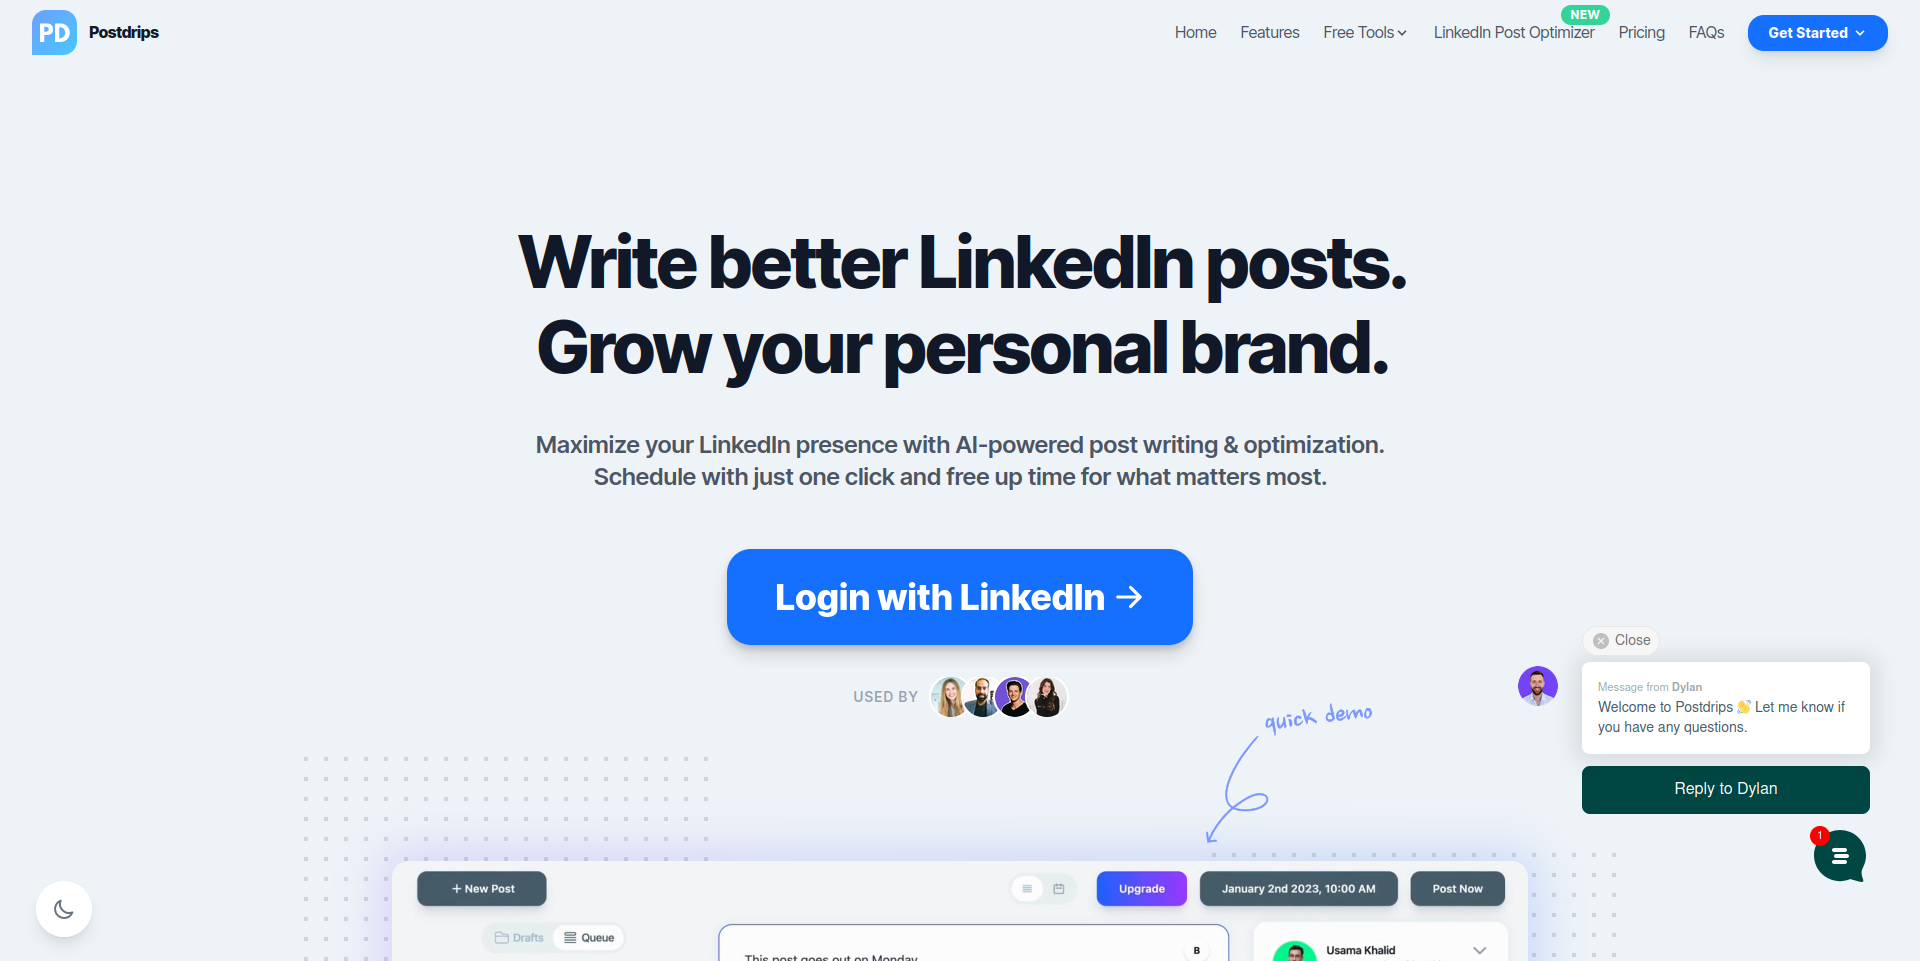 PD Postdrips
Home Features Free Tools LinkedIn Post Optimizer NEW Pricing FAQs Get Started
Write better LinkedIn posts.
Grow your personal brand.
Maximize your LinkedIn presence with AI-powered post writing & optimization.
Schedule with just one click and free up time for what matters most.
Login with LinkedIn →
USED BY
quick demo
Close
Message from Dylan
Welcome to Postdrips 👋 Let me know if
you have any questions.
Reply to Dylan
1
+ New Post
Upgrade
January 2nd 2023, 10:00 AM
Post Now
Drafts Queue
This post goes out on Monday
B
Usama Khalid